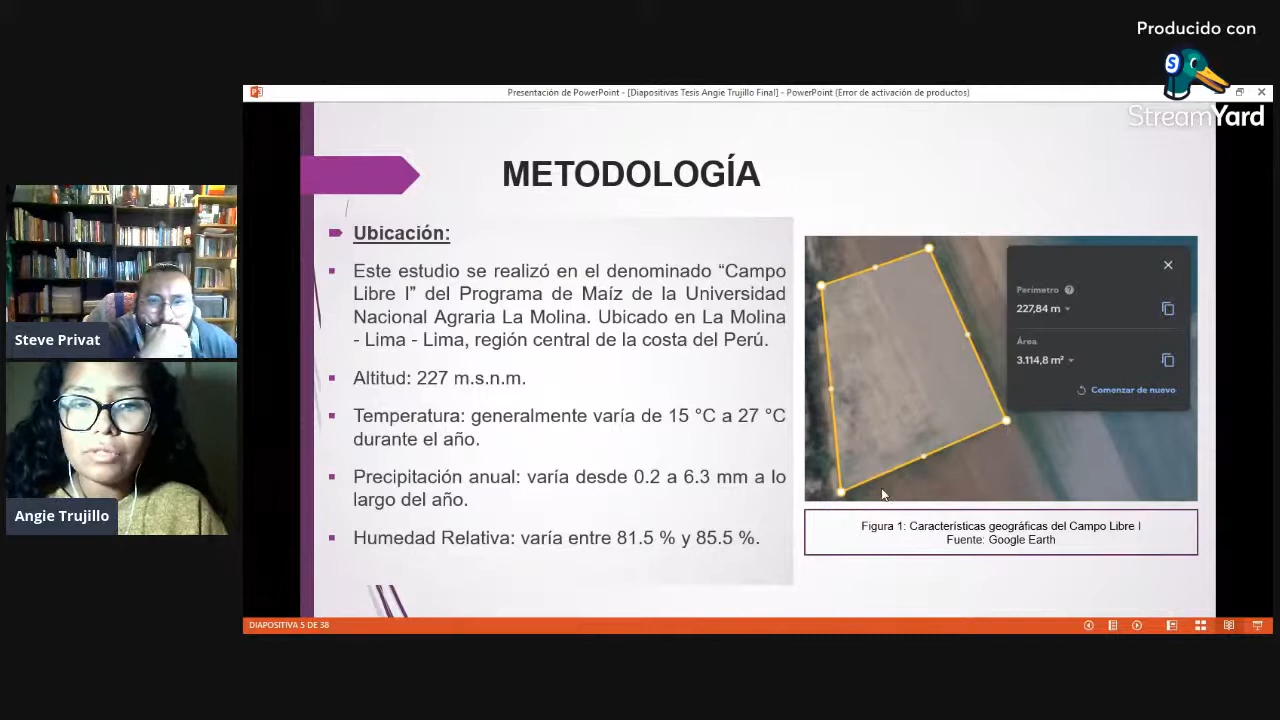 Producido con
StreamYard
Presentación de PowerPoint - [Diapositivas Tesis Angie Trujillo Final] - PowerPoint (Error de activación de productos)
METODOLOGÍA
Ubicación:
Este estudio se realizó en el denominado “Campo
Libre I” del Programa de Maíz de la Universidad
Nacional Agraria La Molina. Ubicado en La Molina
- Lima - Lima, región central de la costa del Perú.
Altitud: 227 m.s.n.m.
Temperatura: generalmente varía de 15 °C a 27 °C
durante el año.
Precipitación anual: varía desde 0.2 a 6.3 mm a lo
largo del año.
Humedad Relativa: varía entre 81.5 % y 85.5 %.
Perímetro
227,84 m
Área
3.114,8 m²
Comenzar de nuevo
Figura 1: Características geográficas del Campo Libre I
Fuente: Google Earth
Steve Privat
Angie Trujillo
DIAPOSITIVA 5 DE 38